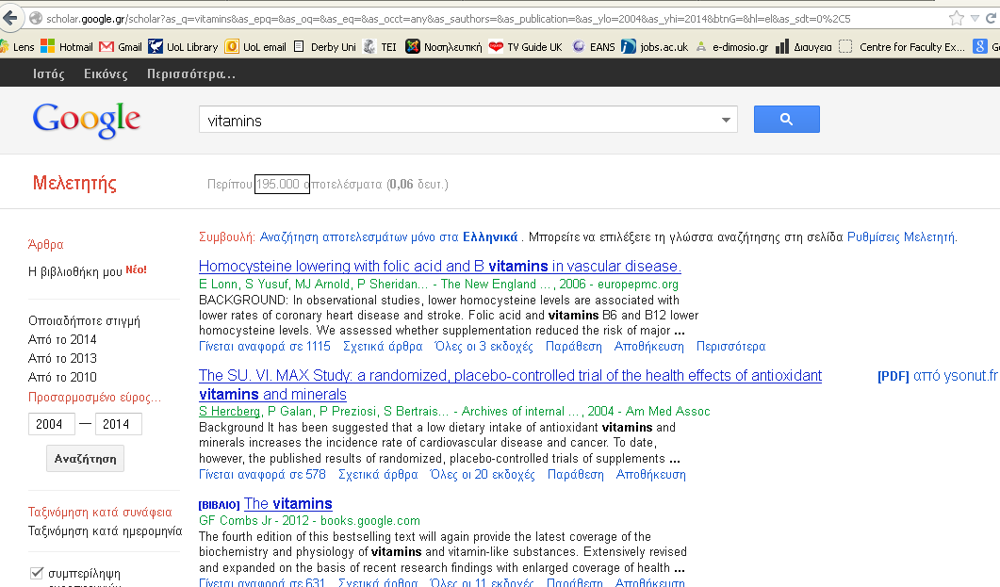 scholar.google.gr/scholar?as_q=vitamins&as_epq=&as_oq=&as_eq=&as_occt=any&as_sauthors=&as_publication=&as_ylo=2004&as_yhi=2014&btnG=&hl=el&as_sdt=0%2C5
Lens Hotmail Gmail UoL Library UoL email Derby Uni ΤΕΙ Νοσηλευτική TV Guide UK EANS jobs.ac.uk e-dimosio.gr Διαυγεια Centre for Faculty Ex...
Ιστός Εικόνες Περισσότερα...
Google
vitamins
Μελετητής
Περίπου 195.000 αποτελέσματα (0,06 δευτ.)
Συμβουλή: Αναζήτηση αποτελεσμάτων μόνο στα Ελληνικά . Μπορείτε να επιλέξετε τη γλώσσα αναζήτησης στη σελίδα Ρυθμίσεις Μελετητή.
Άρθρα
Η βιβλιοθήκη μου Νέο!
Οποιαδήποτε στιγμή
Από το 2014
Από το 2013
Από το 2010
Προσαρμοσμένο εύρος...
2004 — 2014
Αναζήτηση
Ταξινόμηση κατά συνάφεια
Ταξινόμηση κατά ημερομηνία
συμπερίληψη
Homocysteine lowering with folic acid and B vitamins in vascular disease.
E Lonn, S Yusuf, MJ Arnold, P Sheridan... - The New England ..., 2006 - europepmc.org
BACKGROUND: In observational studies, lower homocysteine levels are associated with
lower rates of coronary heart disease and stroke. Folic acid and vitamins B6 and B12 lower
homocysteine levels. We assessed whether supplementation reduced the risk of major ...
Γίνεται αναφορά σε 1115 Σχετικά άρθρα Όλες οι 3 εκδοχές Παράθεση Αποθήκευση Περισσότερα
The SU. VI. MAX Study: a randomized, placebo-controlled trial of the health effects of antioxidant
vitamins and minerals
[PDF] από ysonut.fr
S Hercberg, P Galan, P Preziosi, S Bertrais... - Archives of internal ..., 2004 - Am Med Assoc
Background It has been suggested that a low dietary intake of antioxidant vitamins and
minerals increases the incidence rate of cardiovascular disease and cancer. To date,
however, the published results of randomized, placebo-controlled trials of supplements ...
Γίνεται αναφορά σε 578 Σχετικά άρθρα Όλες οι 20 εκδοχές Παράθεση Αποθήκευση
[ΒΙΒΛΙΟ] The vitamins
GF Combs Jr - 2012 - books.google.com
The fourth edition of this bestselling text will again provide the latest coverage of the
biochemistry and physiology of vitamins and vitamin-like substances. Extensively revised
and expanded on the basis of recent research findings with enlarged coverage of health ...
Γίνεται αναφορά σε 631 Σχετικά άρθρα Όλες οι 11 εκδοχές Παράθεση Αποθήκευση